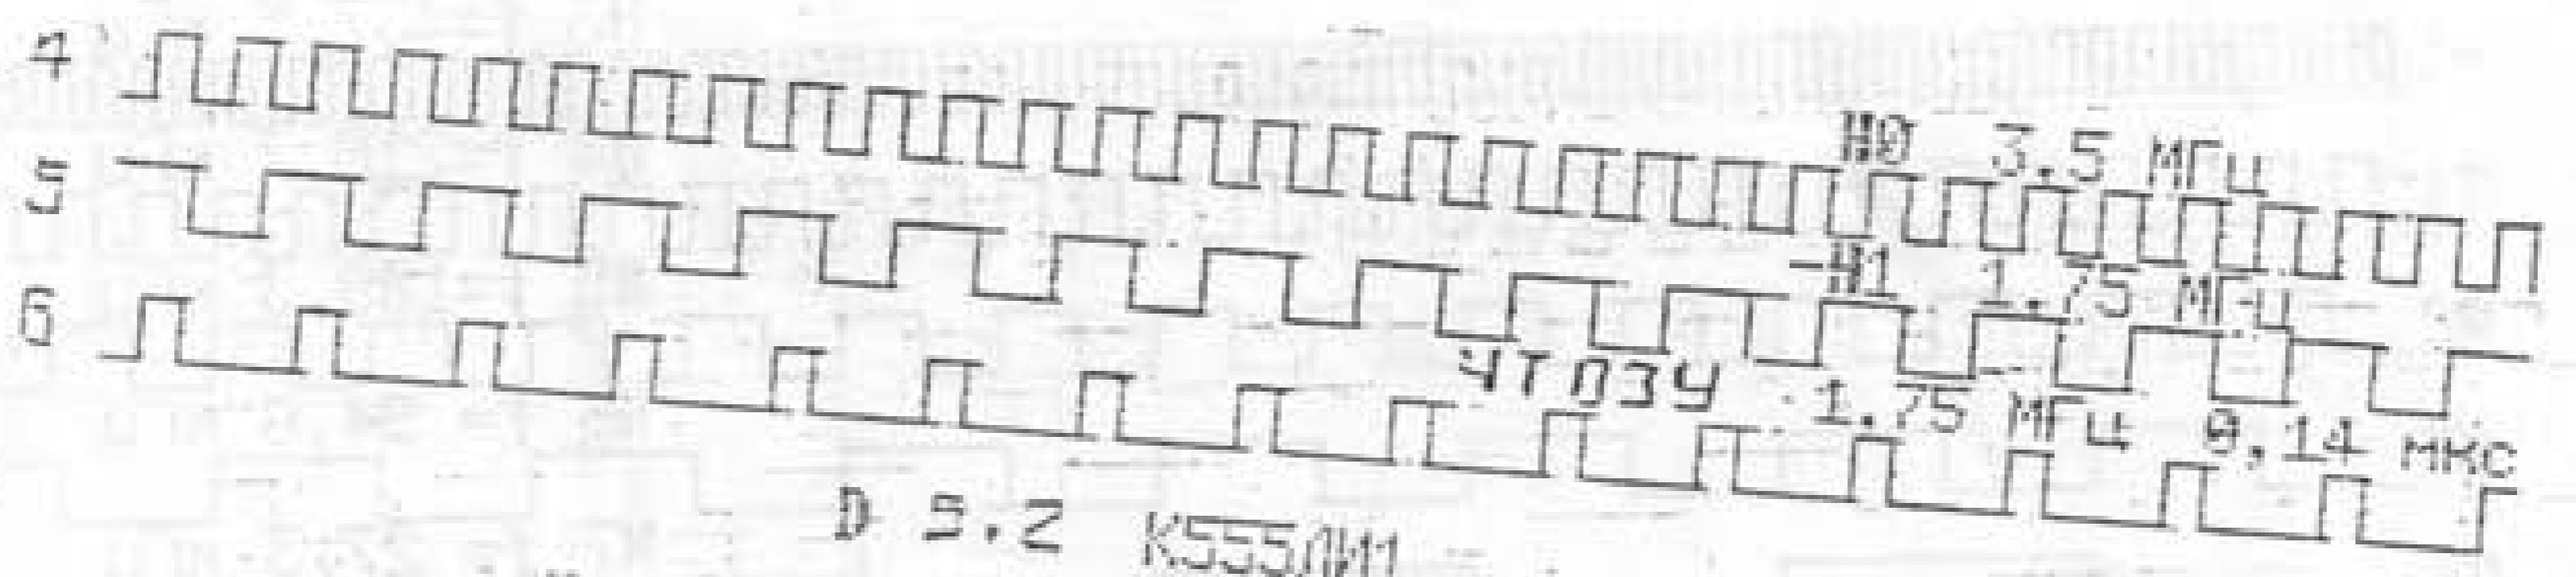 4 H0 3.5 МГц
5 -H1 1.75 МГц
6 ЧТ ОЗУ 1.75 МГц 0,14 мкс
D 5.2 К555ЛИ1